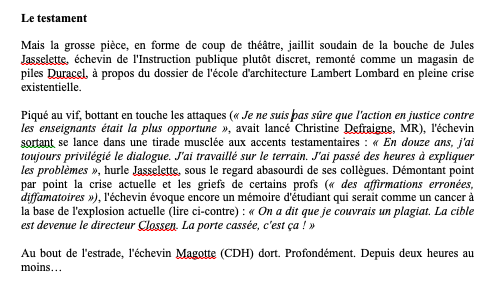 Le testament
Mais la grosse pièce, en forme de coup de théâtre, jaillit soudain de la bouche de Jules
Jasselette, échevin de l'Instruction publique plutôt discret, remonté comme un magasin de
piles Duracel, à propos du dossier de l'école d'architecture Lambert Lombard en pleine crise
existentielle.
Piqué au vif, bottant en touche les attaques (« Je ne suis pas sûre que l'action en justice contre
les enseignants était la plus opportune », avait lancé Christine Defraigne, MR), l'échevin
sortant se lance dans une tirade musclée aux accents testamentaires : « En douze ans, j'ai
toujours privilégié le dialogue. J'ai travaillé sur le terrain. J'ai passé des heures à expliquer
les problèmes », hurle Jasselette, sous le regard abasourdi de ses collègues. Démontant point
par point la crise actuelle et les griefs de certains profs (« des affirmations erronées,
diffamatoires »), l'échevin évoque encore un mémoire d'étudiant qui serait comme un cancer à
la base de l'explosion actuelle (lire ci-contre) : « On a dit que je couvrais un plagiat. La cible
est devenue le directeur Clossen. La porte cassée, c'est ça ! »
Au bout de l'estrade, l'échevin Magotte (CDH) dort. Profondément. Depuis deux heures au
moins…